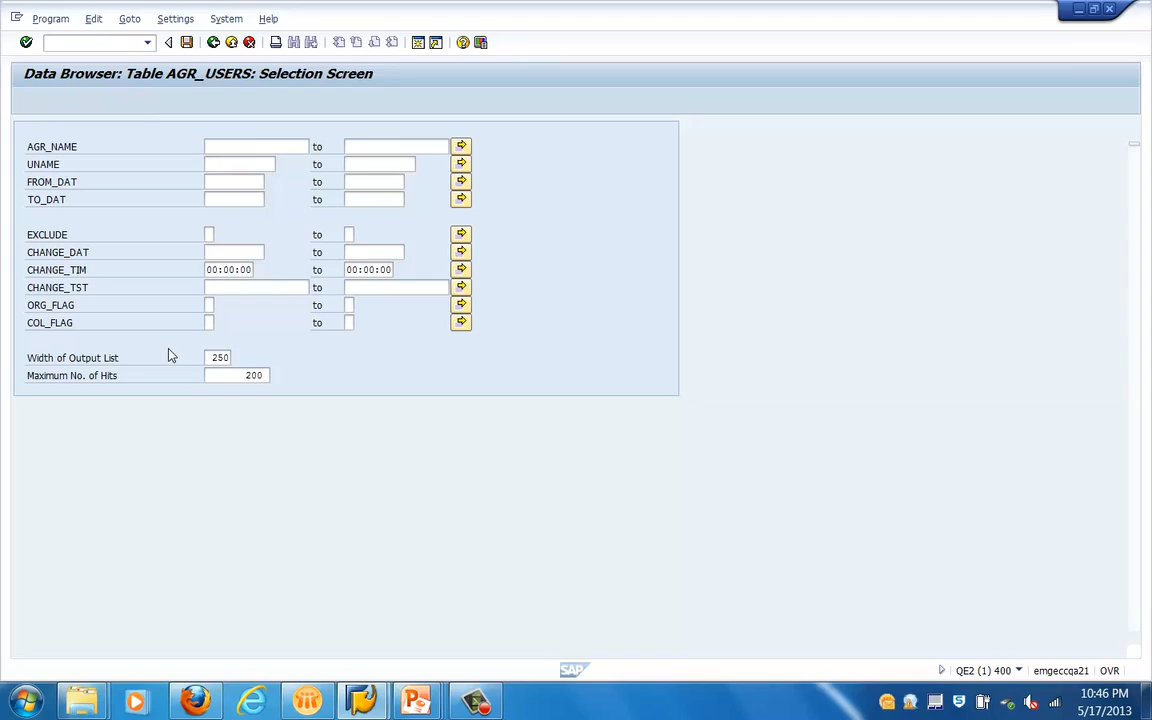 Program Edit Goto Settings System Help
Data Browser: Table AGR_USERS: Selection Screen
AGR_NAME to
UNAME to
FROM_DAT to
TO_DAT to
EXCLUDE to
CHANGE_DAT to
CHANGE_TIM 00:00:00 to 00:00:00
CHANGE_TST to
ORG_FLAG to
COL_FLAG to
Width of Output List 250
Maximum No. of Hits 200
SAP QE2 (1) 400 emgeccqa21 OVR
10:46 PM
5/17/2013